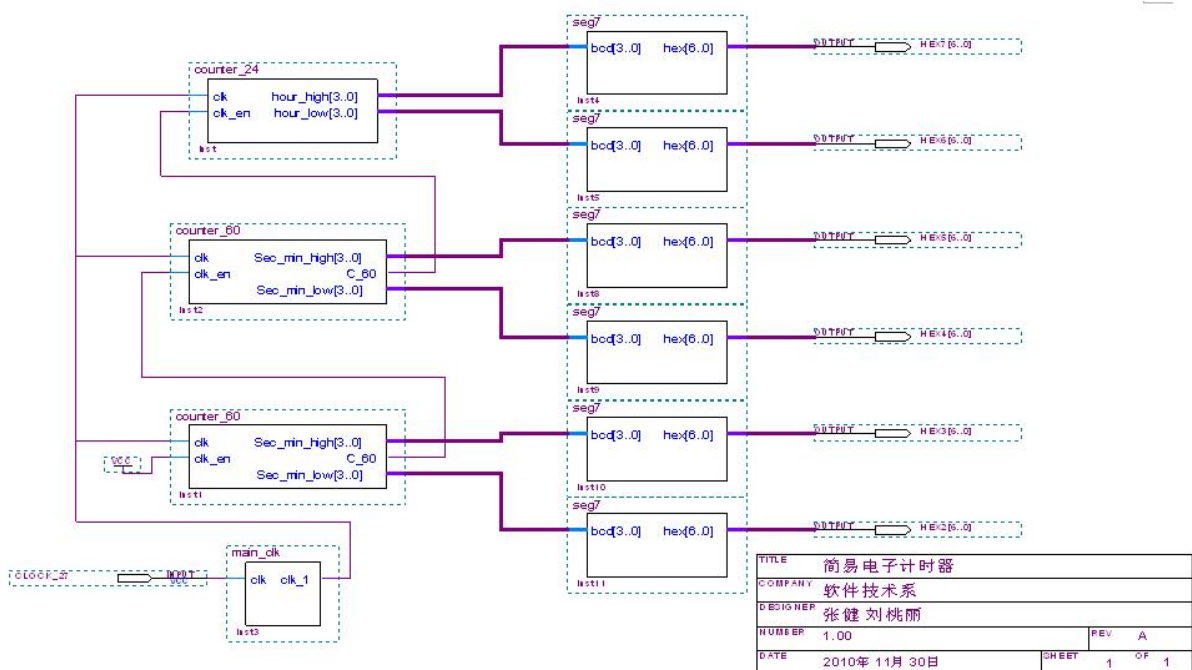 seg7
bcd[3..0] hex[6..0]
inst4
OUTPUT HEX7[6..0]
counter_24
clk hour_high[3..0]
clk_en hour_low[3..0]
inst
seg7
bcd[3..0] hex[6..0]
inst5
OUTPUT HEX6[6..0]
counter_60
clk Sec_min_high[3..0]
clk_en C_60
Sec_min_low[3..0]
inst2
seg7
bcd[3..0] hex[6..0]
inst8
OUTPUT HEX5[6..0]
seg7
bcd[3..0] hex[6..0]
inst9
OUTPUT HEX4[6..0]
counter_60
clk Sec_min_high[3..0]
clk_en C_60
Sec_min_low[3..0]
inst1
VCC
seg7
bcd[3..0] hex[6..0]
inst10
OUTPUT HEX3[6..0]
seg7
bcd[3..0] hex[6..0]
inst11
OUTPUT HEX2[6..0]
main_clk
clk clk_1
inst3
CLOCK_27 INPUT
VCC
TITLE 简易电子计时器
COMPANY 软件技术系
DESIGNER 张健 刘桃丽
NUMBER 1.00 REV A
DATE 2010年 11月 30日 SHEET 1 OF 1